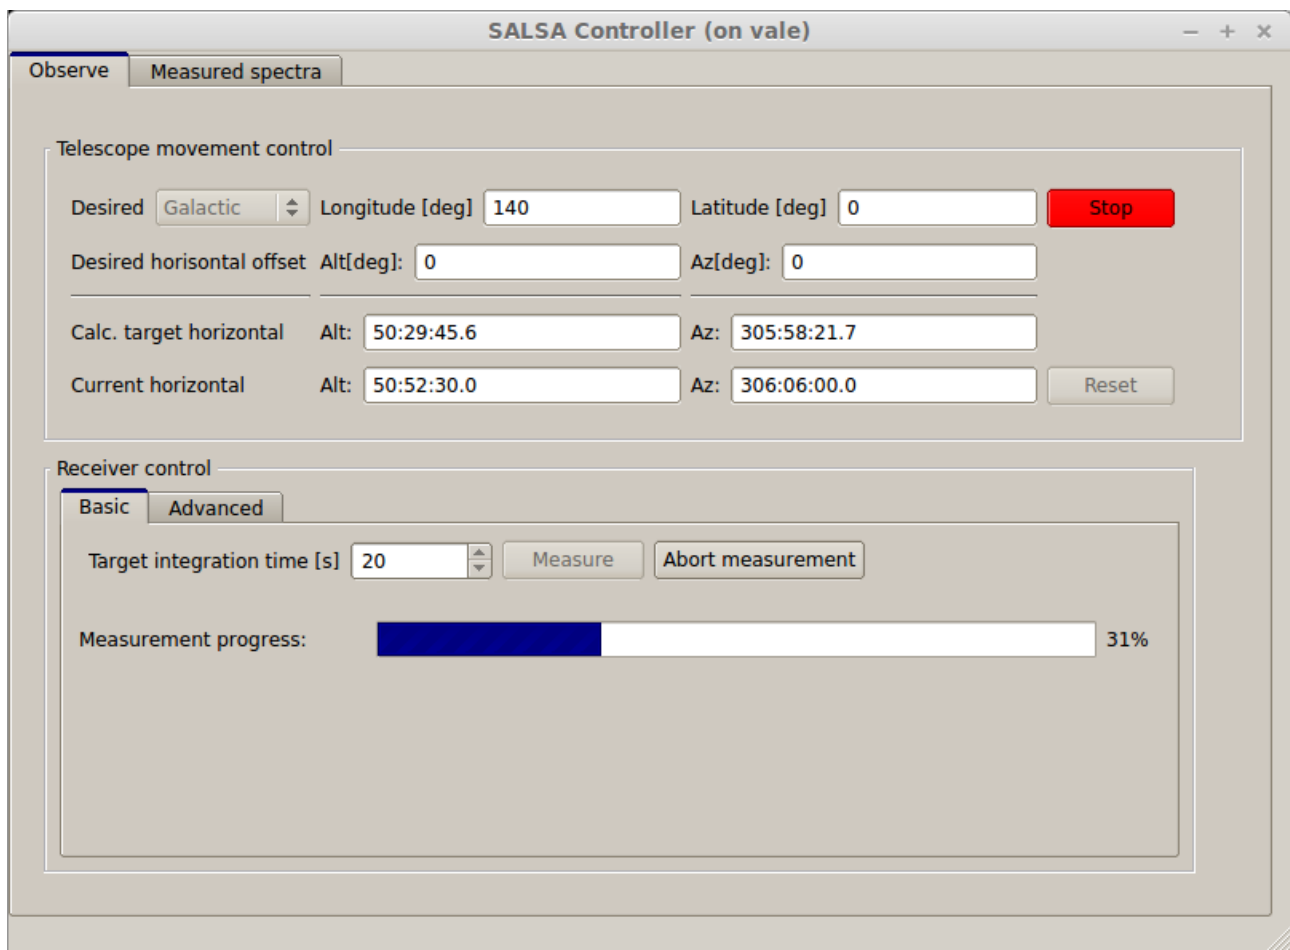 SALSA Controller (on vale)
Observe Measured spectra
Telescope movement control
Desired Galactic Longitude [deg] 140 Latitude [deg] 0 Stop
Desired horisontal offset Alt[deg]: 0 Az[deg]: 0
Calc. target horizontal Alt: 50:29:45.6 Az: 305:58:21.7
Current horizontal Alt: 50:52:30.0 Az: 306:06:00.0 Reset
Receiver control
Basic Advanced
Target integration time [s] 20 Measure Abort measurement
Measurement progress: 31%